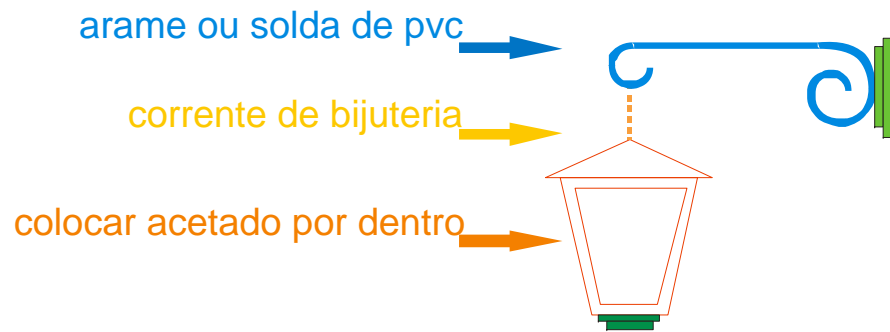 arame ou solda de pvc
corrente de bijuteria
colocar acetado por dentro